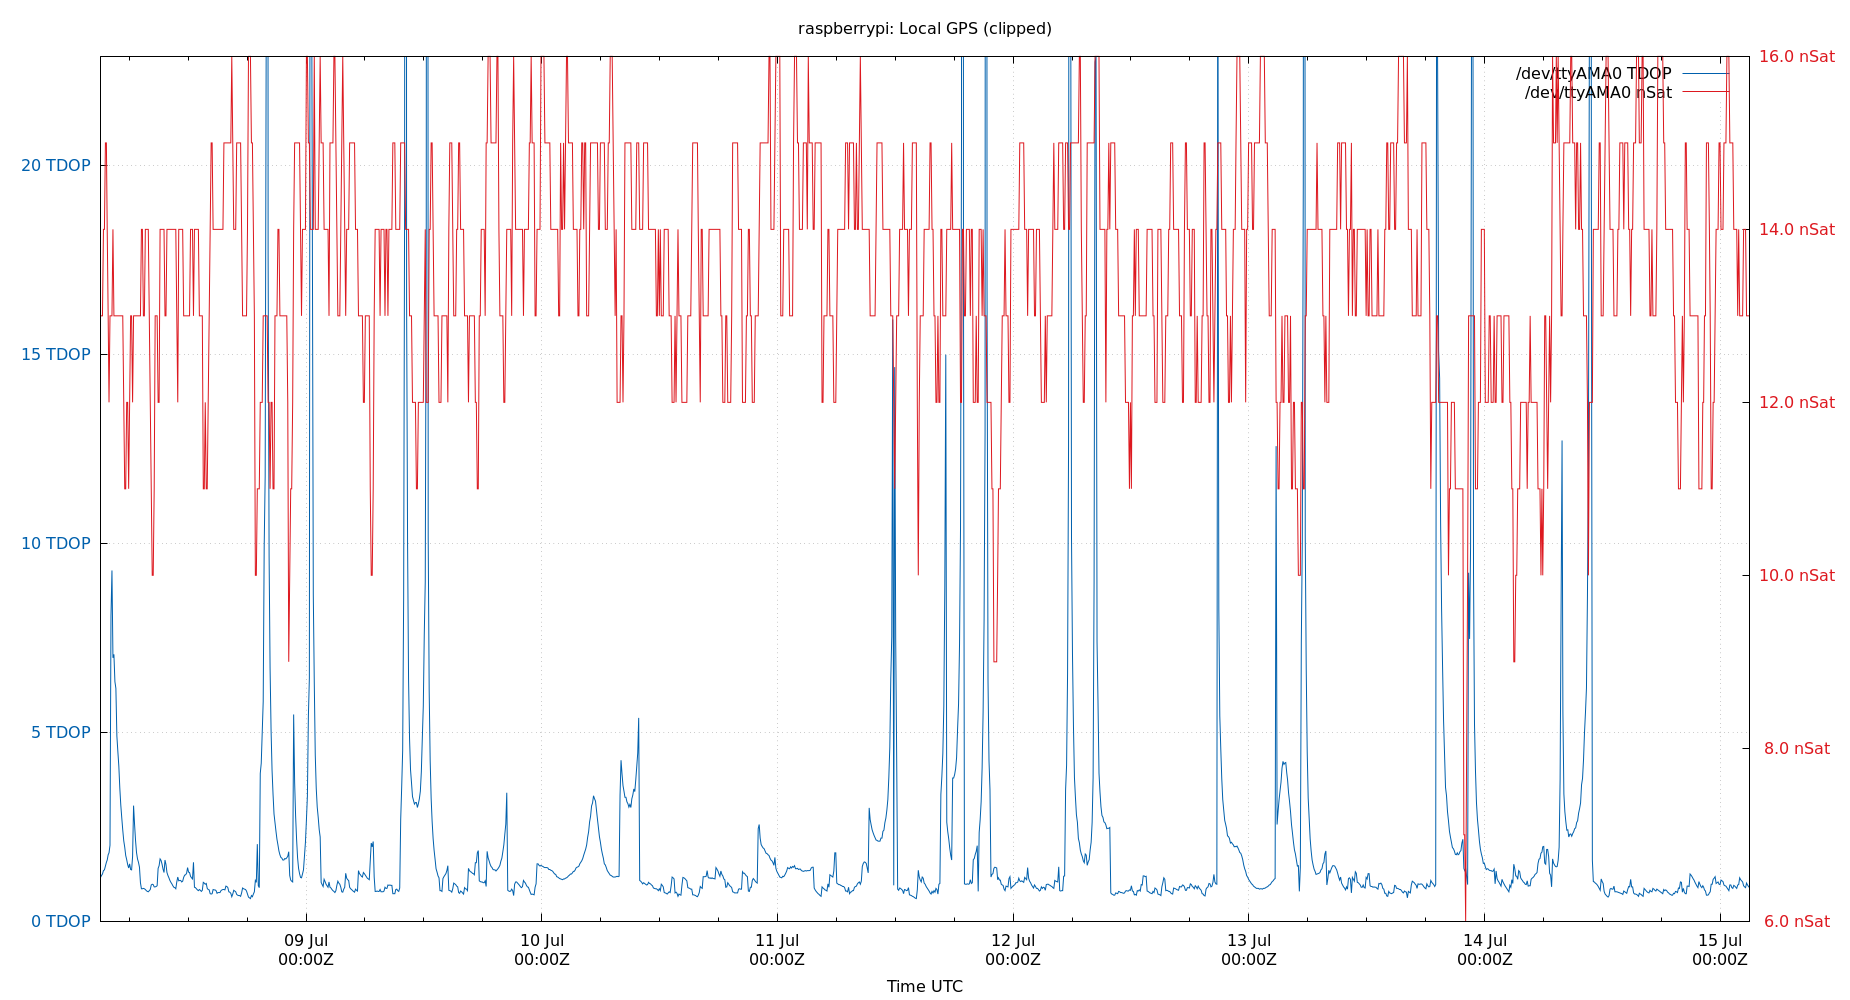 raspberrypi: Local GPS (clipped)
16.0 nSat
/dev/ttyAMA0 TDOP
/dev/ttyAMA0 nSat
20 TDOP
14.0 nSat
15 TDOP
12.0 nSat
10 TDOP
10.0 nSat
5 TDOP
8.0 nSat
0 TDOP
6.0 nSat
09 Jul 10 Jul 11 Jul 12 Jul 13 Jul 14 Jul 15 Jul
00:00Z 00:00Z 00:00Z 00:00Z 00:00Z 00:00Z 00:00Z
Time UTC